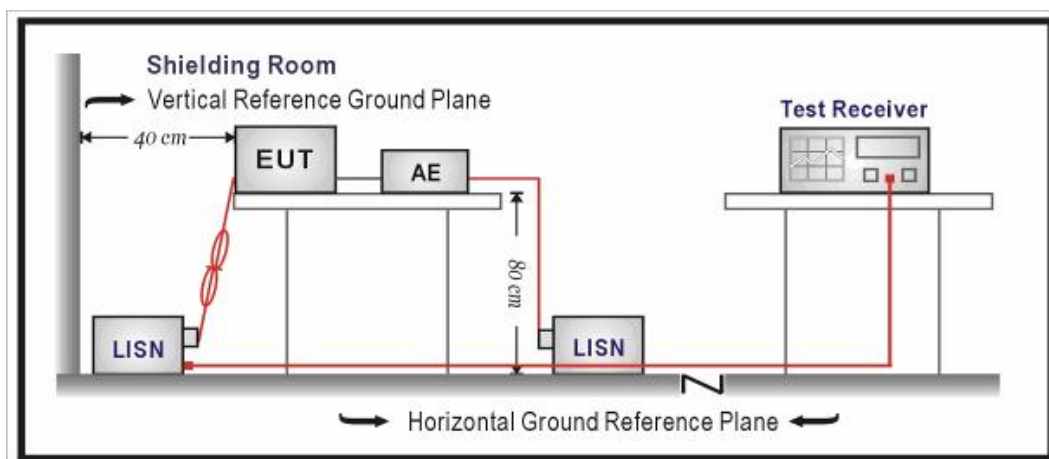 Shielding Room
Vertical Reference Ground Plane
40 cm
EUT
AE
Test Receiver
80 cm
LISN
LISN
Horizontal Ground Reference Plane